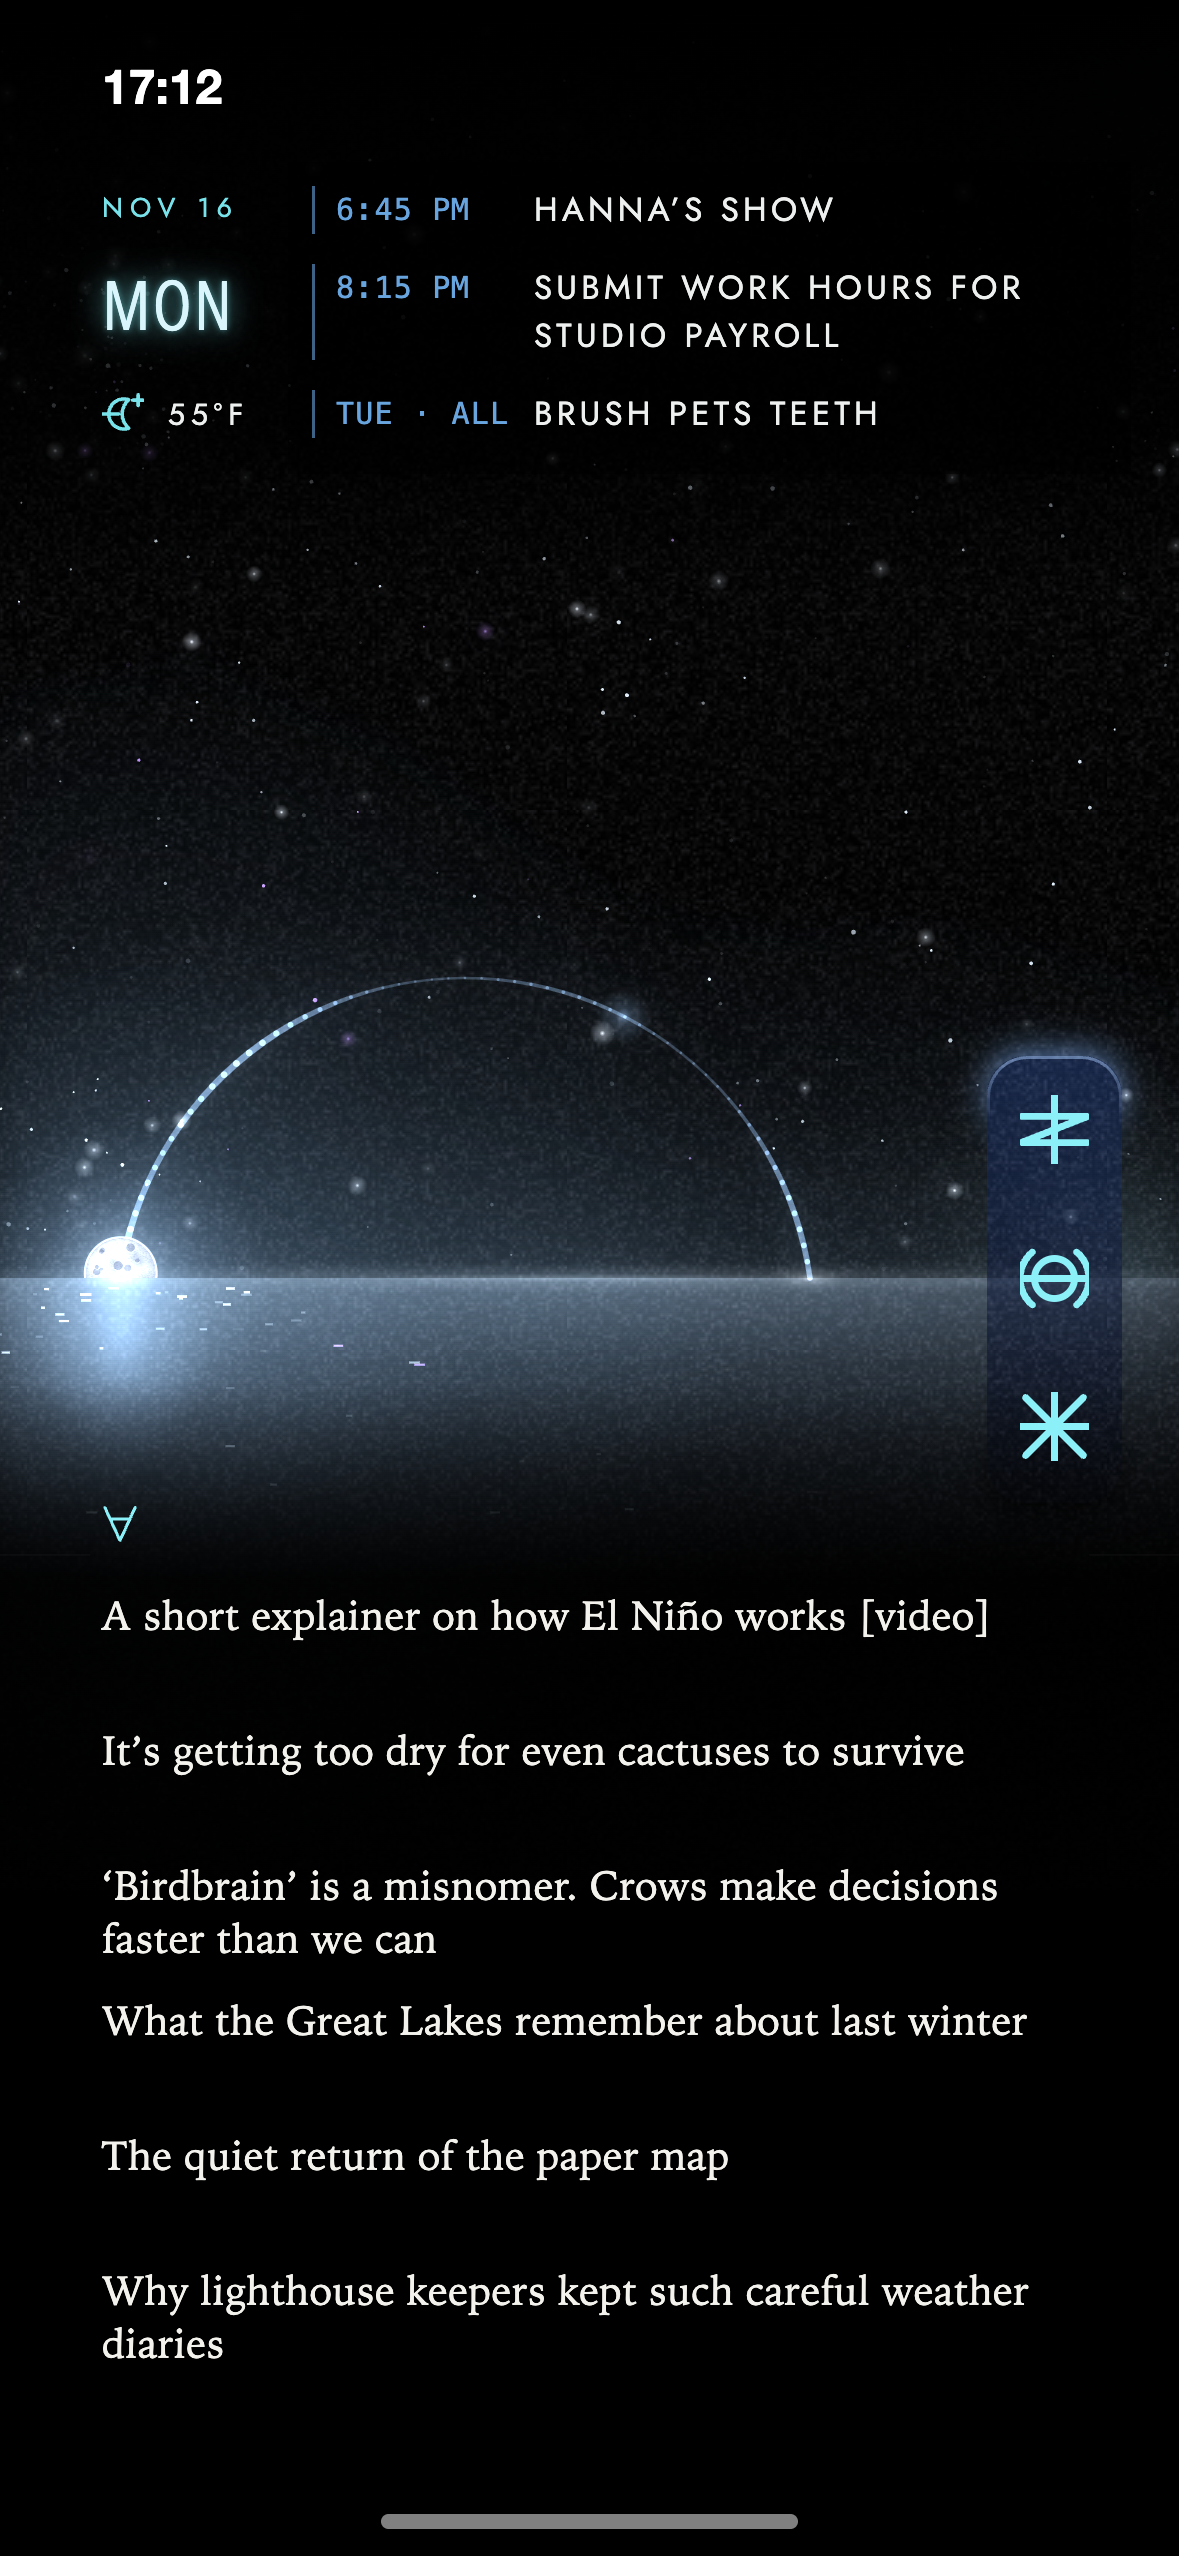 17:12
NOV 16
MON
55°F
6:45 PM HANNA’S SHOW
8:15 PM SUBMIT WORK HOURS FOR
STUDIO PAYROLL
TUE · ALL BRUSH PETS TEETH
∀
A short explainer on how El Niño works [video]
It’s getting too dry for even cactuses to survive
‘Birdbrain’ is a misnomer. Crows make decisions
faster than we can
What the Great Lakes remember about last winter
The quiet return of the paper map
Why lighthouse keepers kept such careful weather
diaries